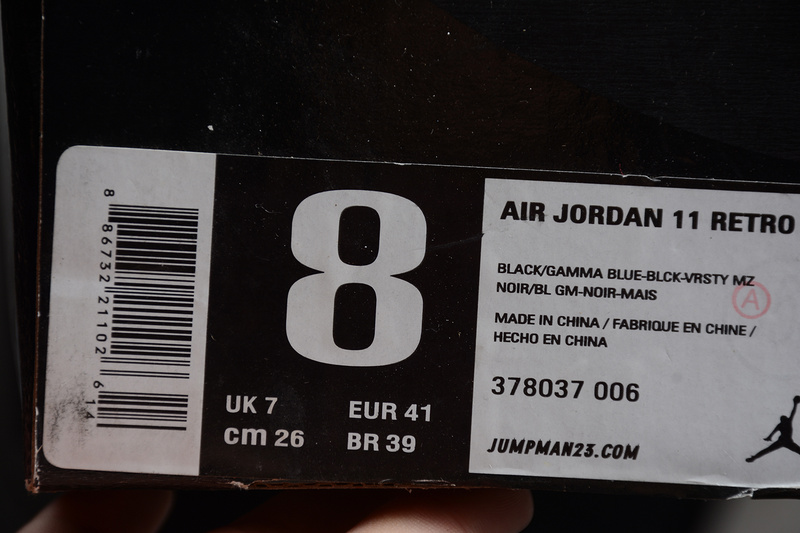 8 86732 21102 6 14
8
UK 7 EUR 41
cm 26 BR 39
AIR JORDAN 11 RETRO
BLACK/GAMMA BLUE-BLCK-VRSTY MZ
NOIR/BL GM-NOIR-MAIS
A
MADE IN CHINA / FABRIQUE EN CHINE /
HECHO EN CHINA
378037 006
JUMPMAN23.COM